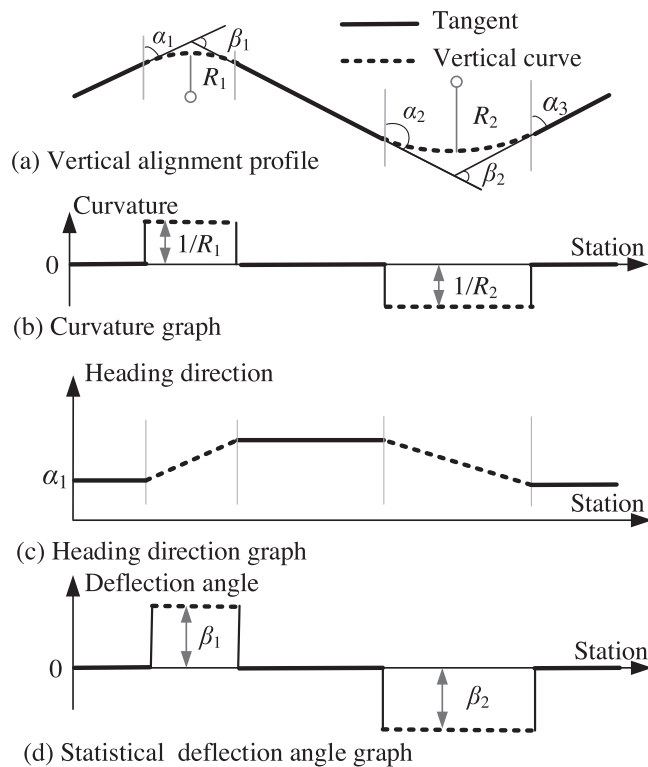 Tangent
Vertical curve
α1 β1
R1
α2 R2 α3
β2
(a) Vertical alignment profile
Curvature
1/R1
Station
0
1/R2
(b) Curvature graph
Heading direction
α1
Station
(c) Heading direction graph
Deflection angle
β1
Station
0
β2
(d) Statistical deflection angle graph